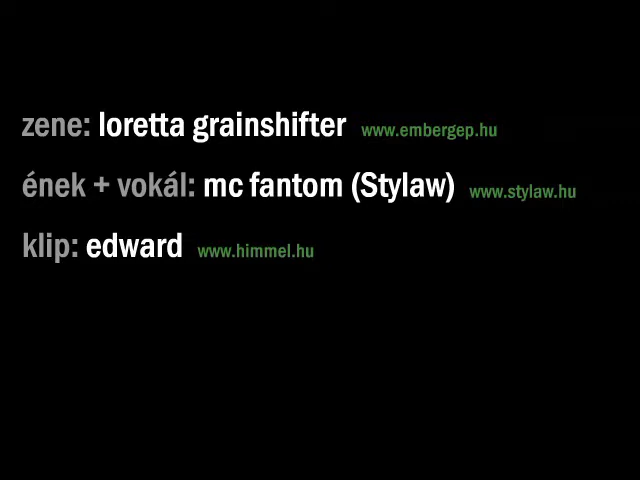 zene: loretta grainshifter www.embergep.hu
ének + vokál: mc fantom (Stylaw) www.stylaw.hu
klip: edward www.himmel.hu